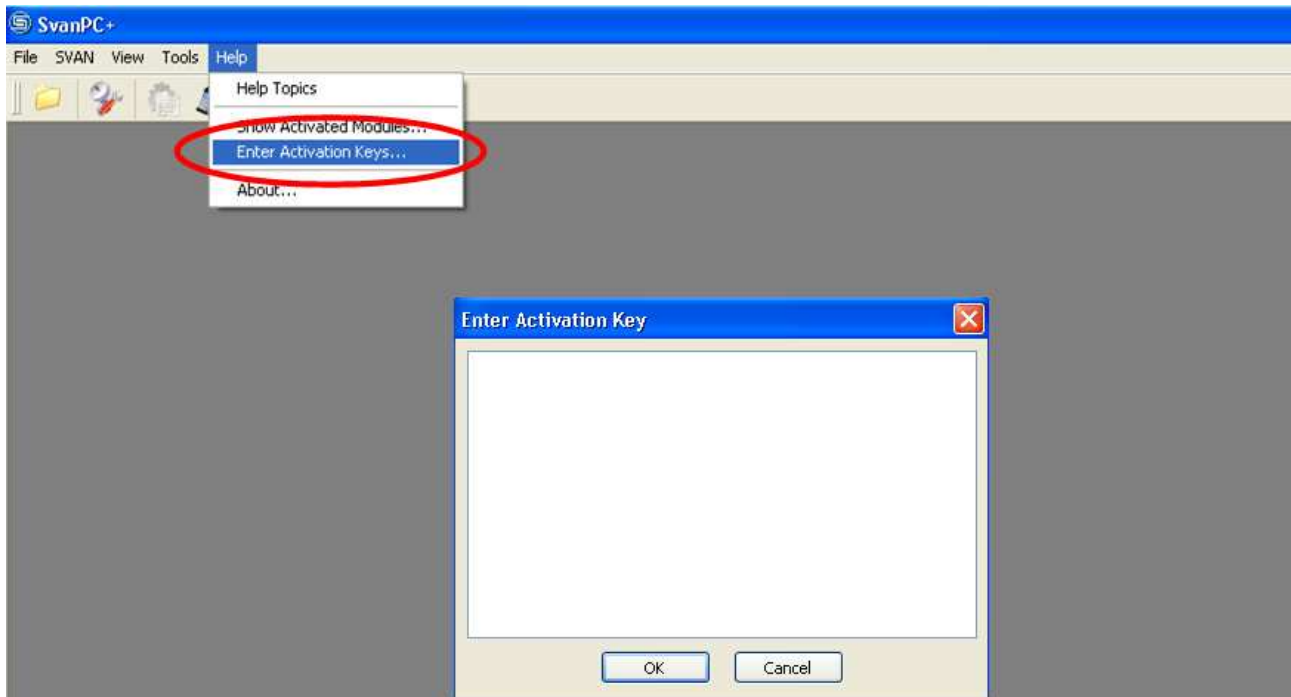 SvanPC+
File SVAN View Tools Help
Help Topics
Show Activated Modules...
Enter Activation Keys...
About...
Enter Activation Key
OK Cancel